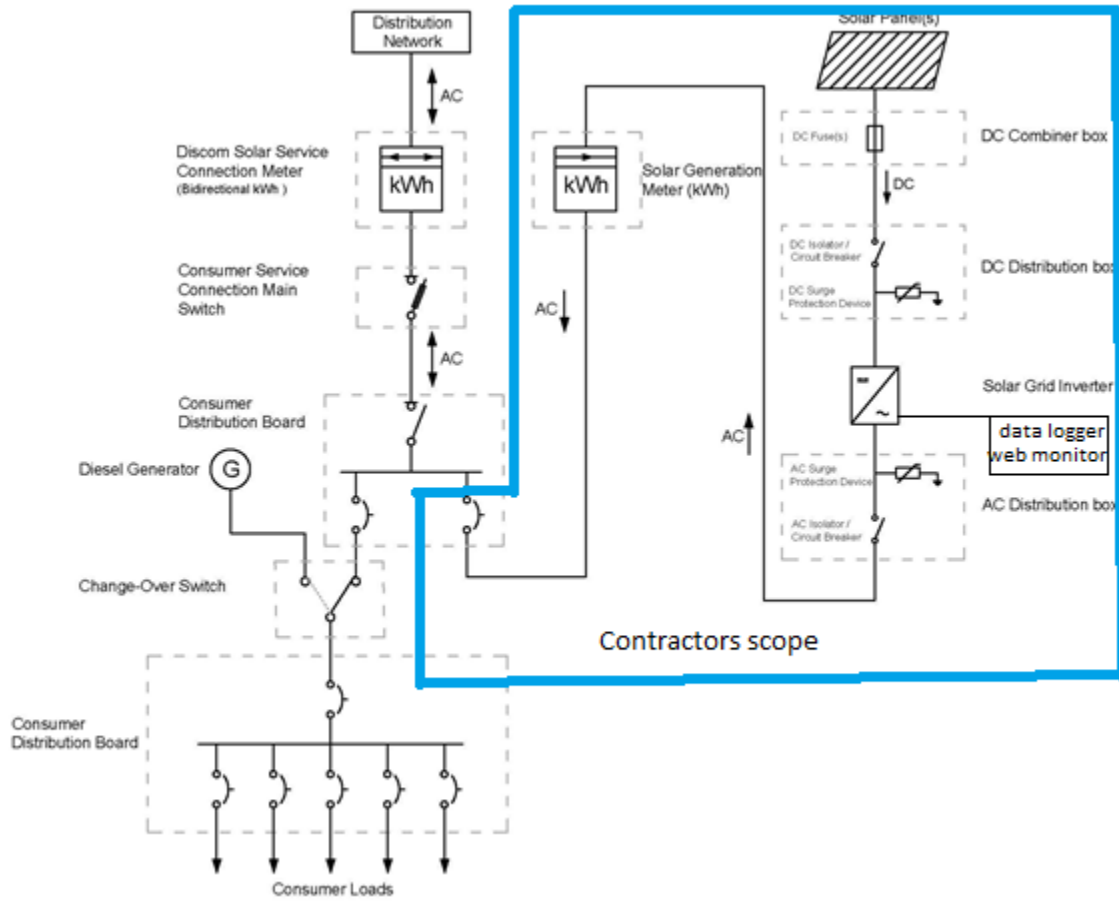 Distribution
Network
AC
Discom Solar Service
Connection Meter
(Bidirectional kWh )
kWh
Consumer Service
Connection Main
Switch
AC
Consumer
Distribution Board
Diesel Generator
G
Change-Over Switch
Consumer
Distribution Board
Consumer Loads
kWh
Solar Generation
Meter (kWh)
AC
AC
Solar Panel(s)
DC Fuse(s)
DC Combiner box
DC
DC Isolator /
Circuit Breaker
DC Surge
Protection Device
DC Distribution box
Solar Grid Inverter
data logger
web monitor
AC Surge
Protection Device
AC Isolator /
Circuit Breaker
AC Distribution box
Contractors scope